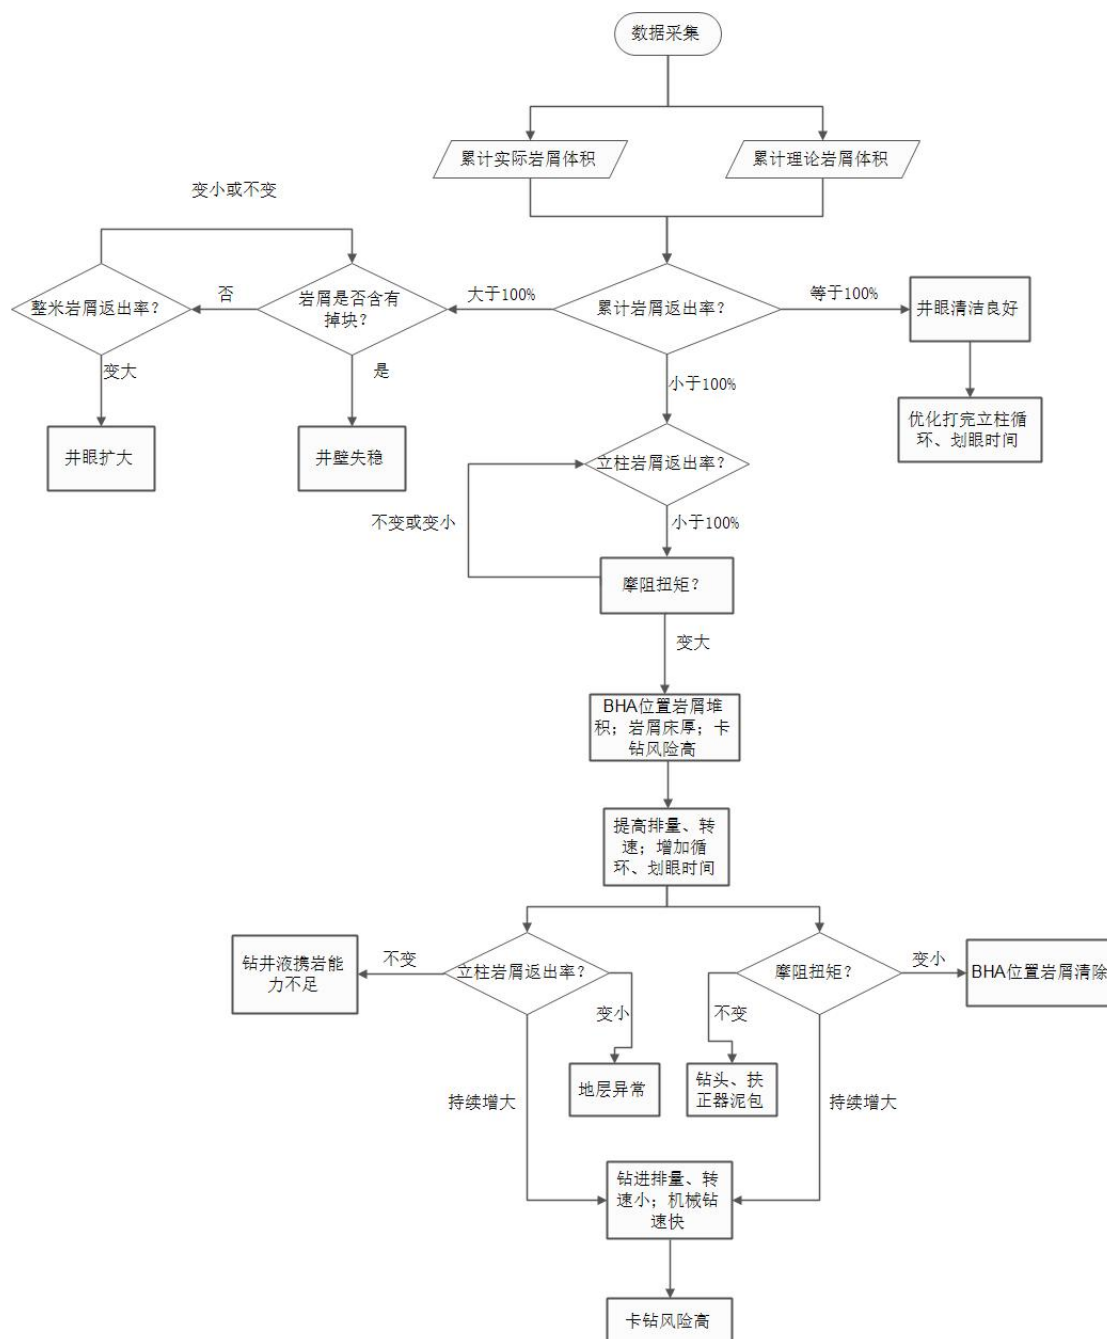 数据采集
累计实际岩屑体积
累计理论岩屑体积
变小或不变
整米岩屑返出率？
否
岩屑是否含有
掉块？
大于100%
累计岩屑返出率？
等于100%
井眼清洁良好
变大
是
小于100%
优化打完立柱循
环、划眼时间
井眼扩大
井壁失稳
立柱岩屑返出率？
不变或变小
小于100%
摩阻扭矩？
变大
BHA位置岩屑堆
积；岩屑床厚；卡
钻风险高
提高排量、转
速；增加循
环、划眼时间
钻井液携岩能
力不足
不变
立柱岩屑返出率？
摩阻扭矩？
变小
BHA位置岩屑清除
变小
不变
地层异常
钻头、扶
正器泥包
持续增大
持续增大
钻进排量、转
速小；机械钻
速快
卡钻风险高